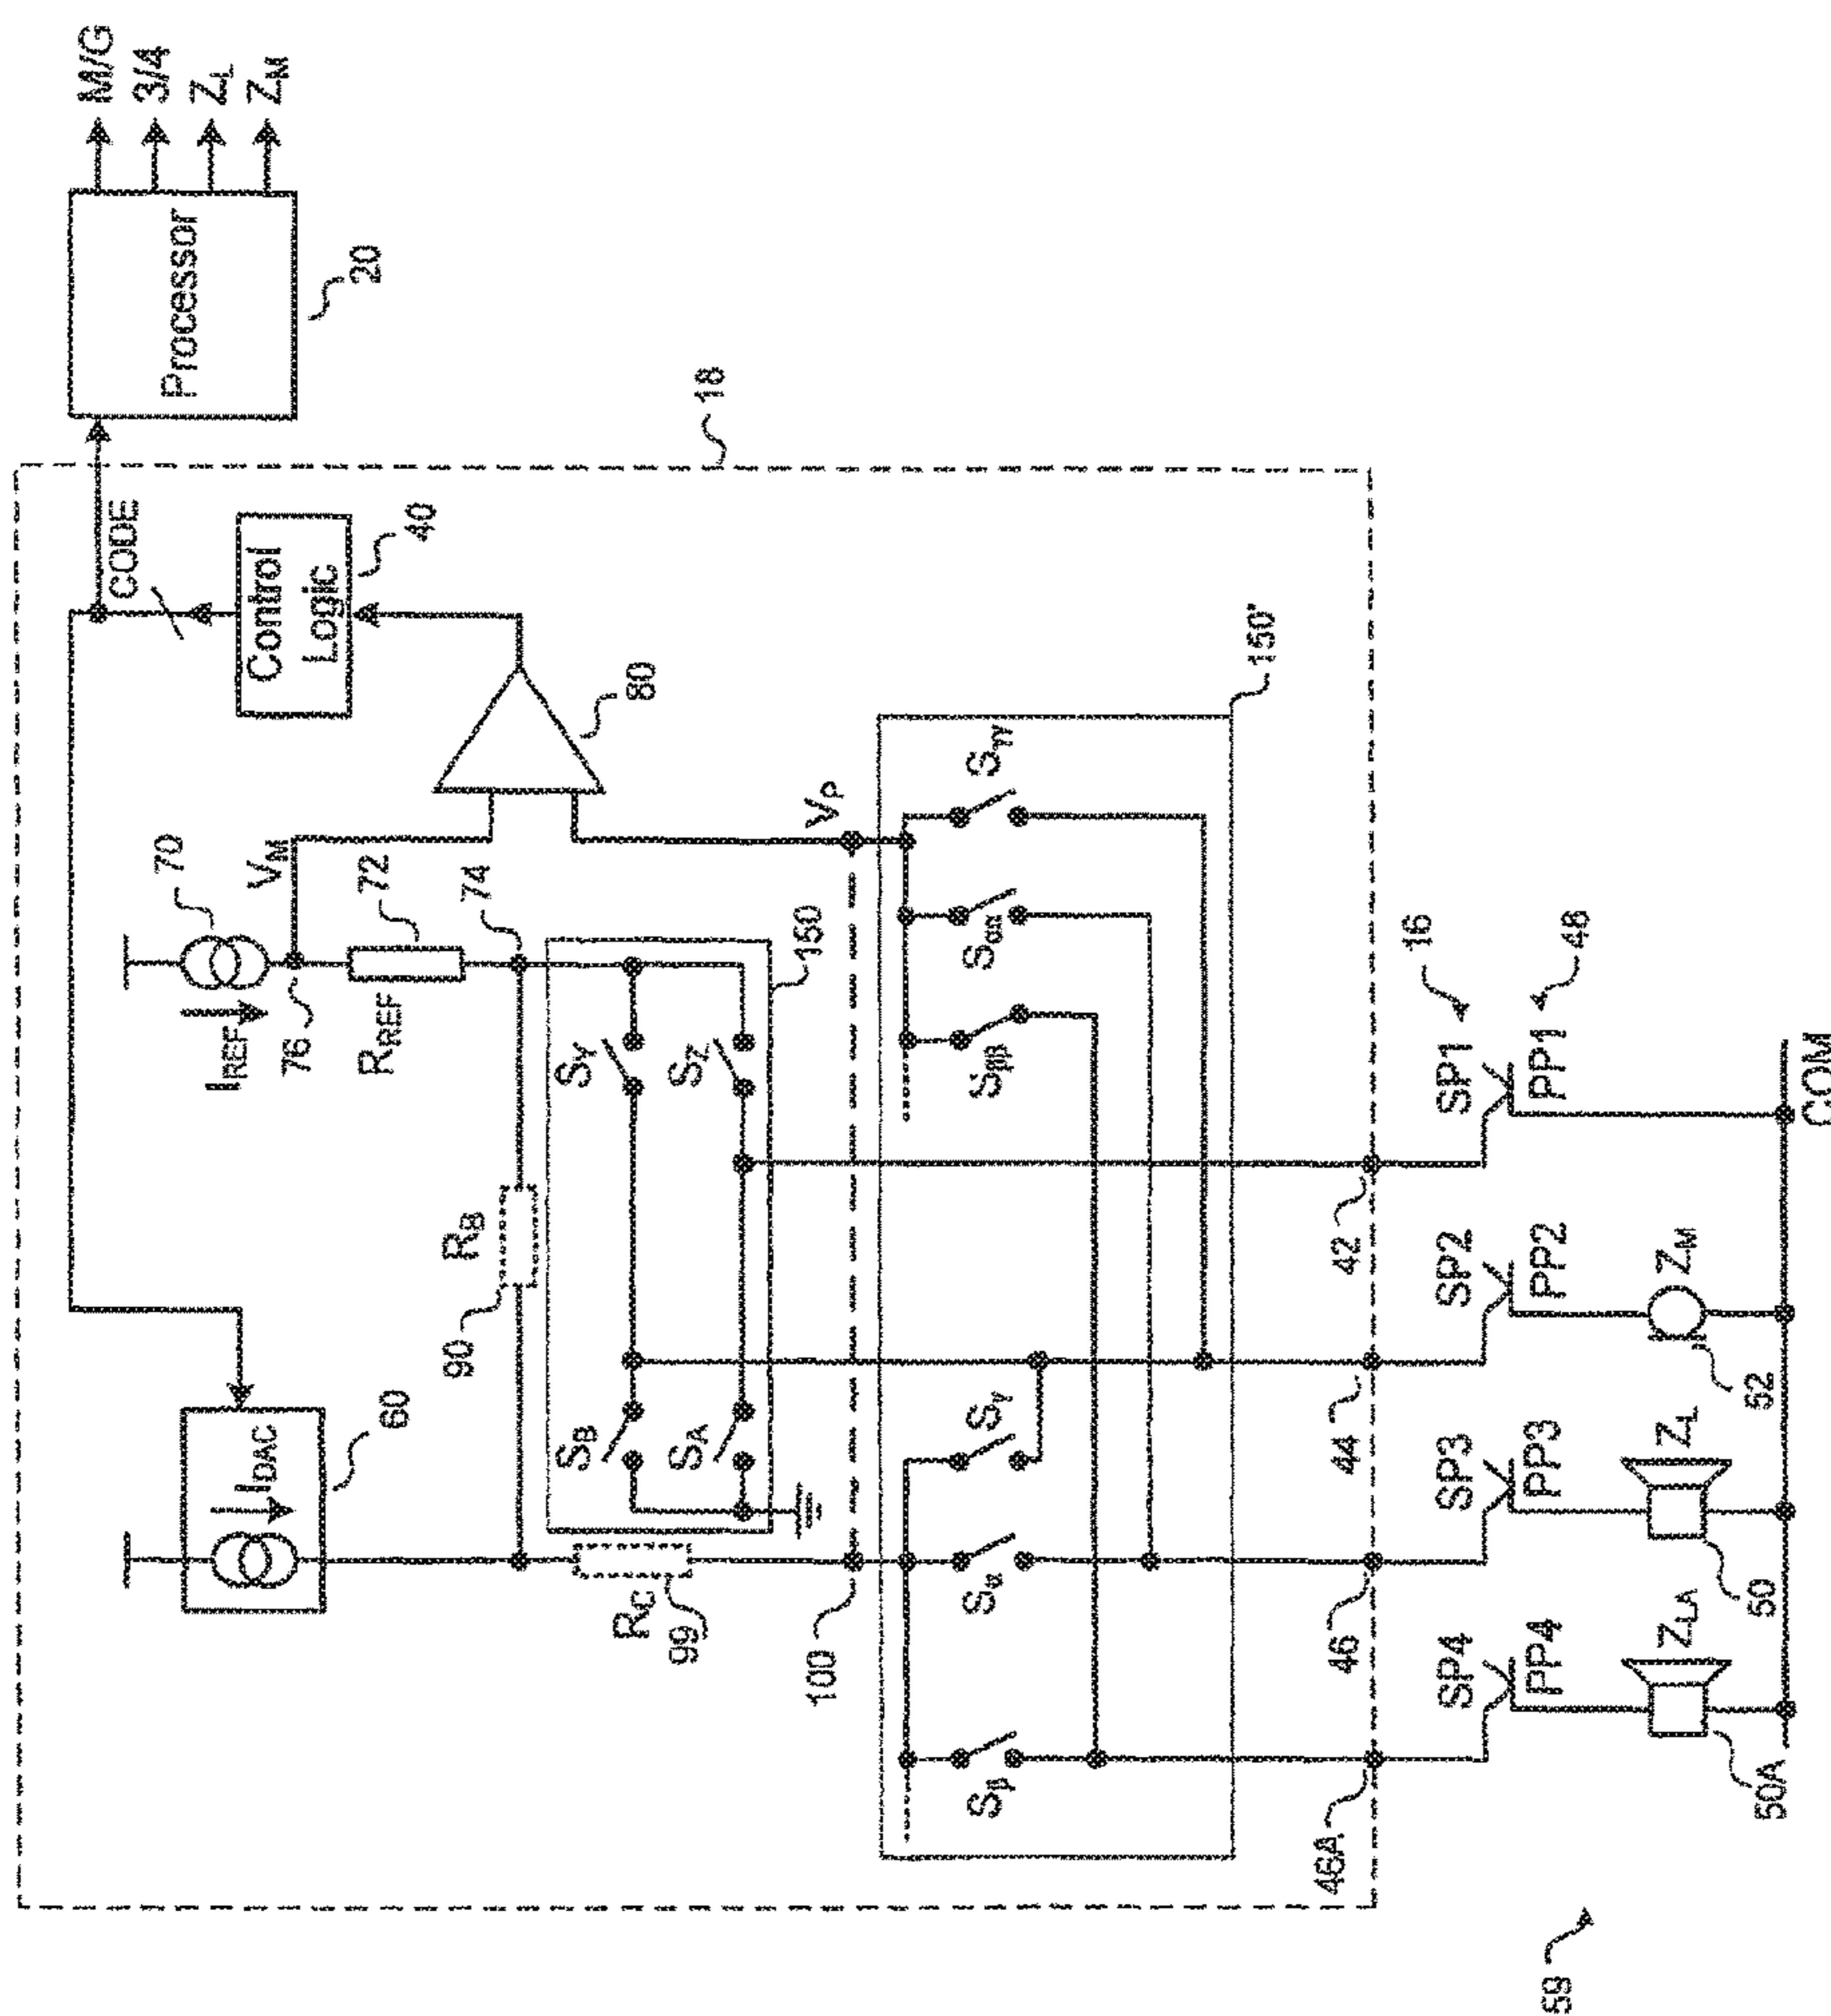 M/G
3/4
Z_L
Z_M
Processor
20
18
CODE
Control
Logic
40
80
70
V_M
I_REF
76
72
R_REF
74
150
V_P
S_Y
S_Z
S_B
S_A
R_B
90
60
I_DAC
R_C
99
100
150"
S_γγ
S_αα
S_ββ
S_γ
S_α
S_β
42
44
46
46A
16
48
SP1
PP1
SP2
PP2
SP3
PP3
SP4
PP4
Z_M
52
Z_L
50
Z_LA
50A
COM
59